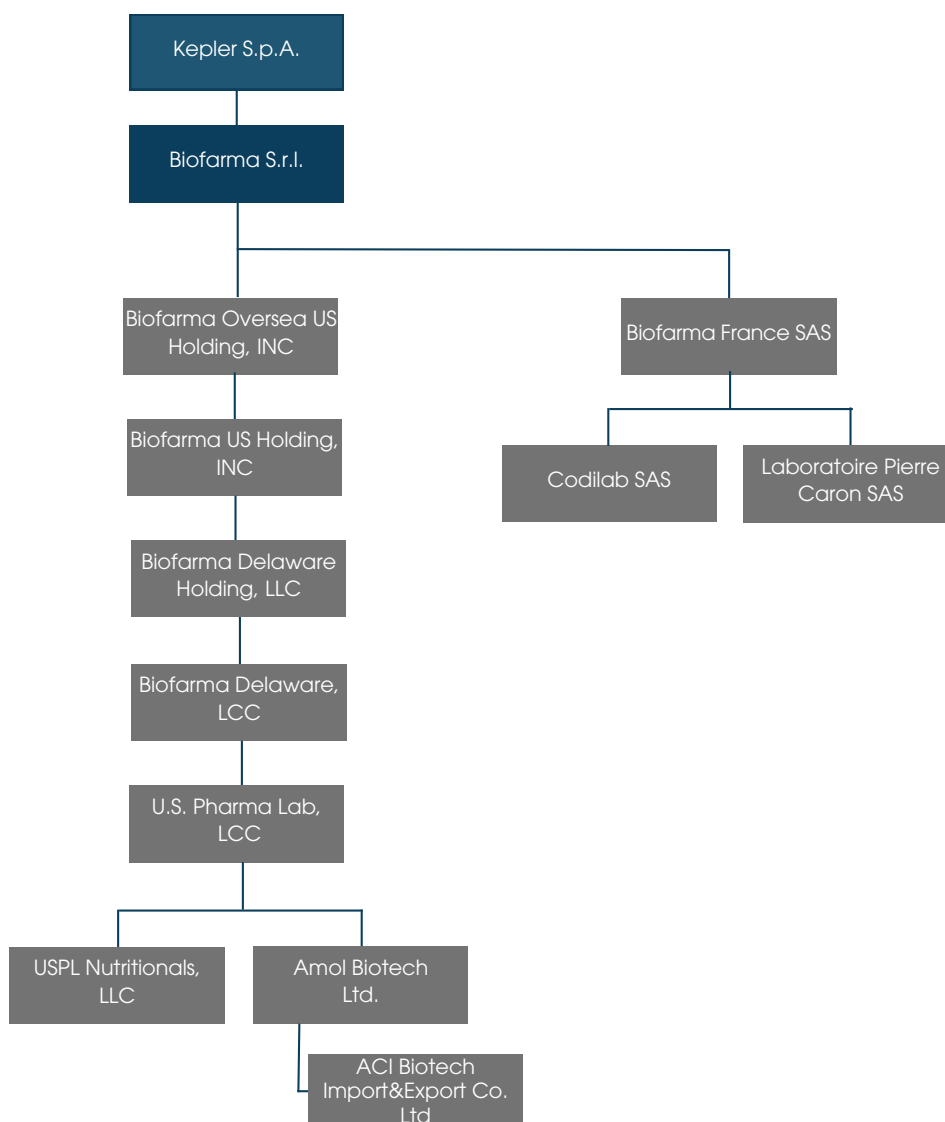 Kepler S.p.A.
Biofarma S.r.l.
Biofarma Oversea US
Holding, INC
Biofarma France SAS
Biofarma US Holding,
INC
Codilab SAS
Laboratoire Pierre
Caron SAS
Biofarma Delaware
Holding, LLC
Biofarma Delaware,
LCC
U.S. Pharma Lab,
LCC
USPL Nutritionals,
LLC
Amol Biotech
Ltd.
ACI Biotech
Import&Export Co.
Ltd